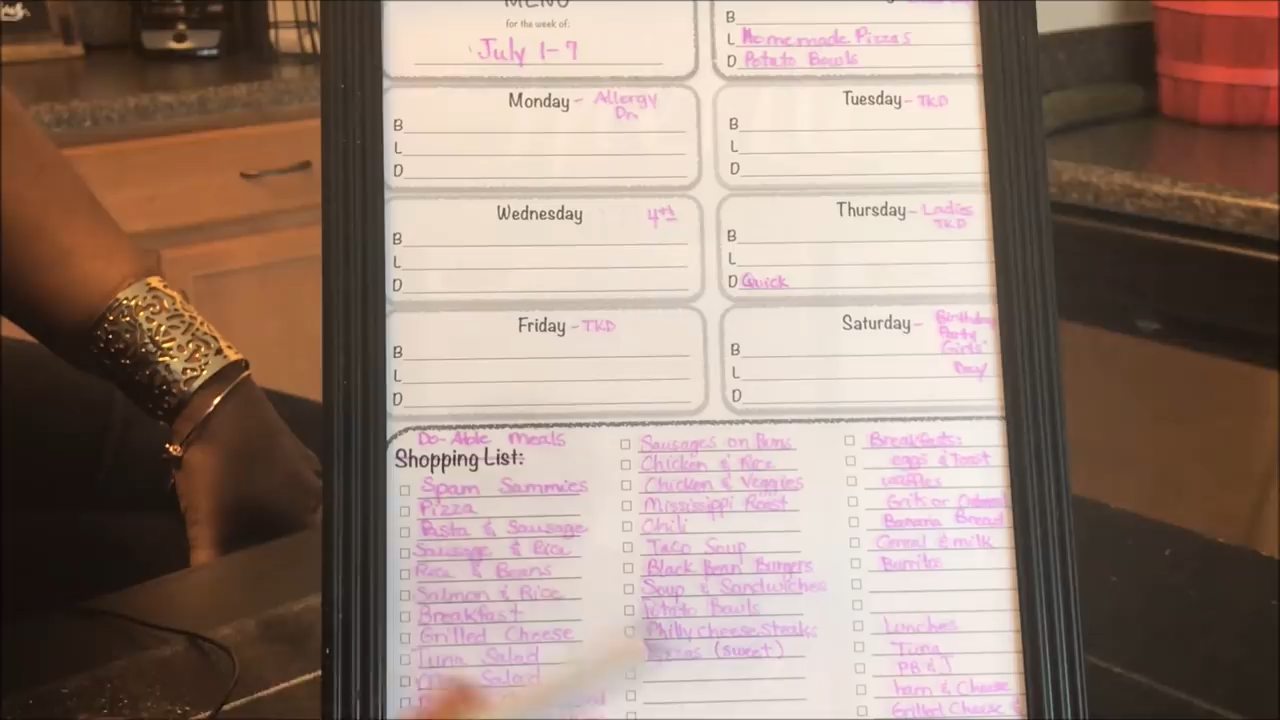 MENU
for the week of:
July 1-7
B
L Homemade Pizzas
D Potato Bowls
Monday - Allergy
Dr.
B
L
D
Tuesday - TKD
B
L
D
Wednesday 4th
B
L
D
Thursday - Ladies
TKD
B
L
D Quick
Friday - TKD
B
L
D
Saturday - Birthday
Party
Girls'
Day
B
L
D
Do-Able Meals
Shopping List:
Spam Sammies
Pizza
Pasta & Sausage
Sausage & Rice
Rice & Beans
Salmon & Rice
Breakfast
Grilled Cheese
Tuna Salad
Salad
Sausages on Buns
Chicken & Rice
Chicken & Veggies
Mississippi Roast
Chili
Taco Soup
Black Bean Burgers
Soup & Sandwiches
Potato Bowls
Philly cheese steaks
(sweet)
Breakfasts:
eggs & Toast
waffles
Grits or
Banana Bread
Cereal & milk
Burritos
Lunches
Tuna
PB & J
ham & Cheese
Grilled Cheese